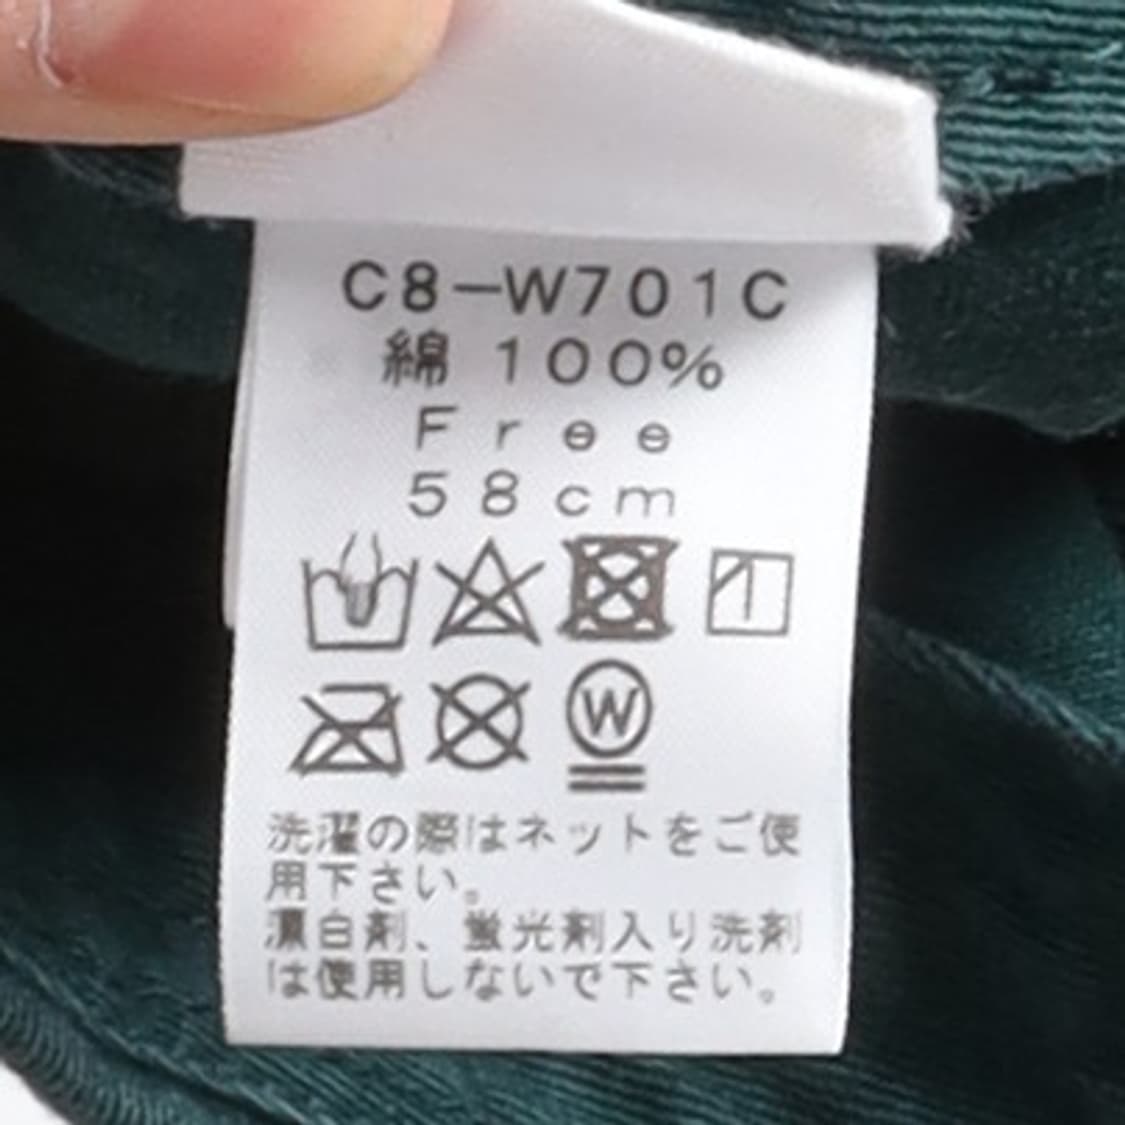 C8-W701C
綿 100%
Free
58cm
W
洗濯の際はネットをご使
用下さい。
漂白剤、蛍光剤入り洗剤
は使用しないで下さい。